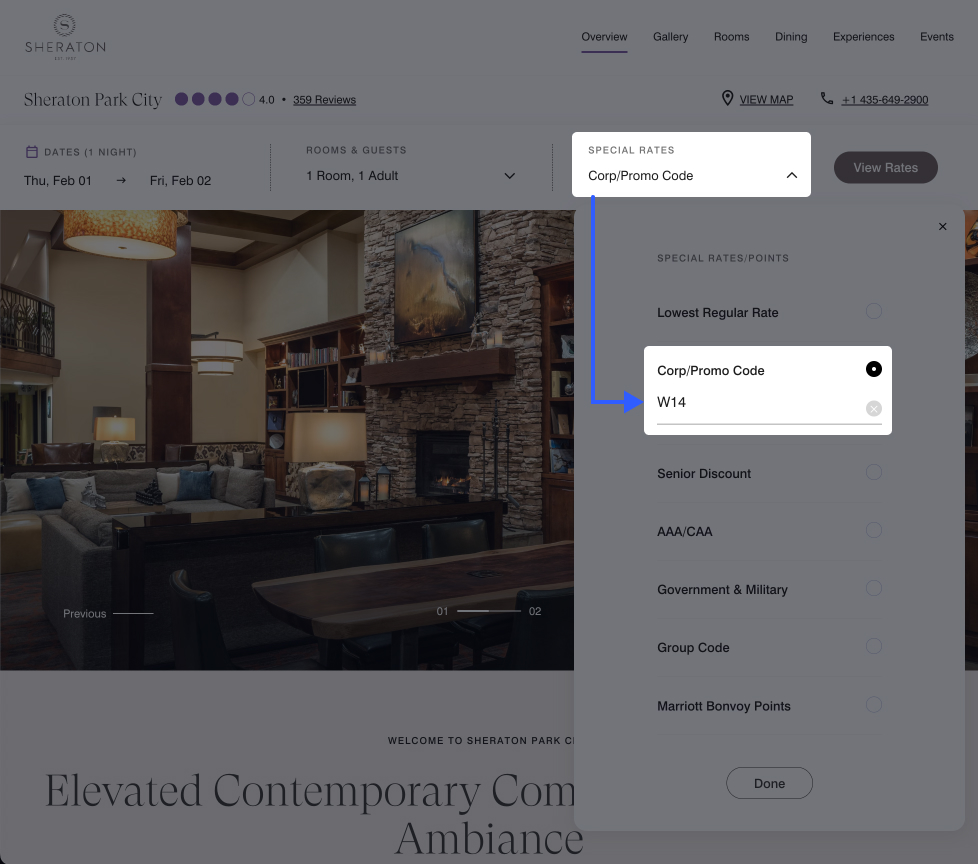 S
SHERATON
EST. 1937
Overview Gallery Rooms Dining Experiences Events
Sheraton Park City 4.0 • 359 Reviews VIEW MAP +1 435-649-2900
DATES (1 NIGHT)
Thu, Feb 01 → Fri, Feb 02
ROOMS & GUESTS
1 Room, 1 Adult
SPECIAL RATES
Corp/Promo Code
View Rates
SPECIAL RATES/POINTS
Lowest Regular Rate
Corp/Promo Code
W14
Senior Discount
AAA/CAA
Government & Military
Group Code
Marriott Bonvoy Points
Done
Previous
01 02
WELCOME TO SHERATON PARK CI
Elevated Contemporary Com
Ambiance